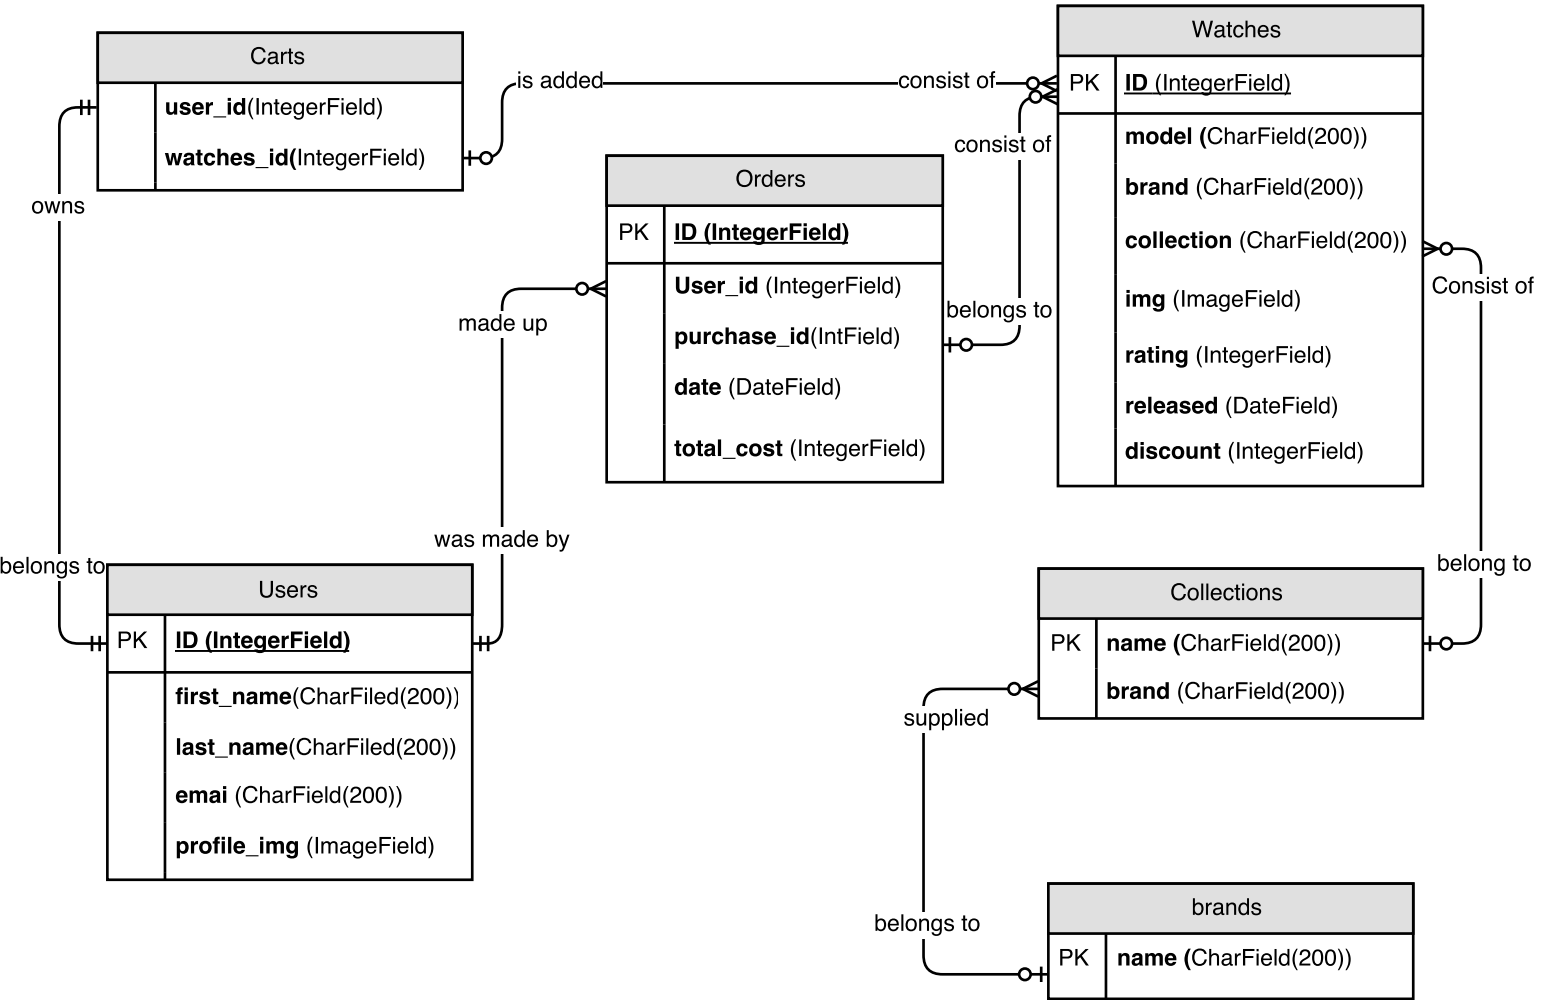 Carts
user_id(IntegerField)
watches_id(IntegerField)
is added
consist of
Watches
PK ID (IntegerField)
model (CharField(200))
brand (CharField(200))
collection (CharField(200))
img (ImageField)
rating (IntegerField)
released (DateField)
discount (IntegerField)
consist of
Orders
PK ID (IntegerField)
User_id (IntegerField)
purchase_id(IntField)
date (DateField)
total_cost (IntegerField)
belongs to
owns
belongs to
made up
was made by
Consist of
belong to
Users
PK ID (IntegerField)
first_name(CharFiled(200))
last_name(CharFiled(200))
emai (CharField(200))
profile_img (ImageField)
Collections
PK name (CharField(200))
brand (CharField(200))
supplied
belongs to
brands
PK name (CharField(200))